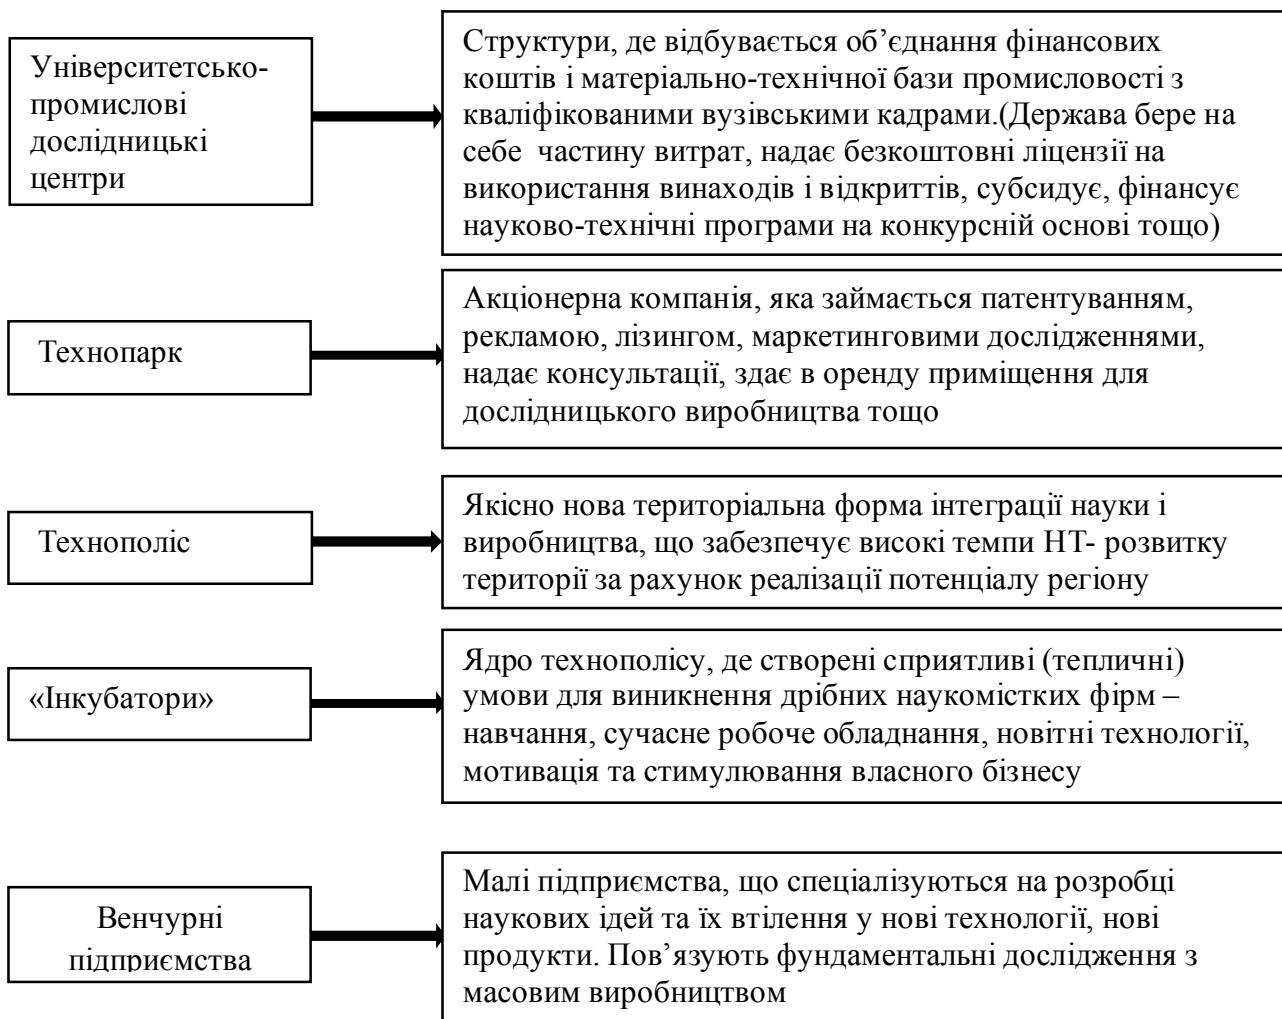 Університетсько-
промислові
дослідницькі
центри
Структури, де відбувається об’єднання фінансових
коштів і матеріально-технічної бази промисловості з
кваліфікованими вузівськими кадрами.(Держава бере на
себе частину витрат, надає безкоштовні ліцензії на
використання винаходів і відкриттів, субсидує, фінансує
науково-технічні програми на конкурсній основі тощо)
Технопарк
Акціонерна компанія, яка займається патентуванням,
рекламою, лізингом, маркетинговими дослідженнями,
надає консультації, здає в оренду приміщення для
дослідницького виробництва тощо
Технополіс
Якісно нова територіальна форма інтеграції науки і
виробництва, що забезпечує високі темпи НТ- розвитку
території за рахунок реалізації потенціалу регіону
«Інкубатори»
Ядро технополісу, де створені сприятливі (тепличні)
умови для виникнення дрібних наукомістких фірм –
навчання, сучасне робоче обладнання, новітні технології,
мотивація та стимулювання власного бізнесу
Венчурні
підприємства
Малі підприємства, що спеціалізуються на розробці
наукових ідей та їх втілення у нові технології, нові
продукти. Пов’язують фундаментальні дослідження з
масовим виробництвом